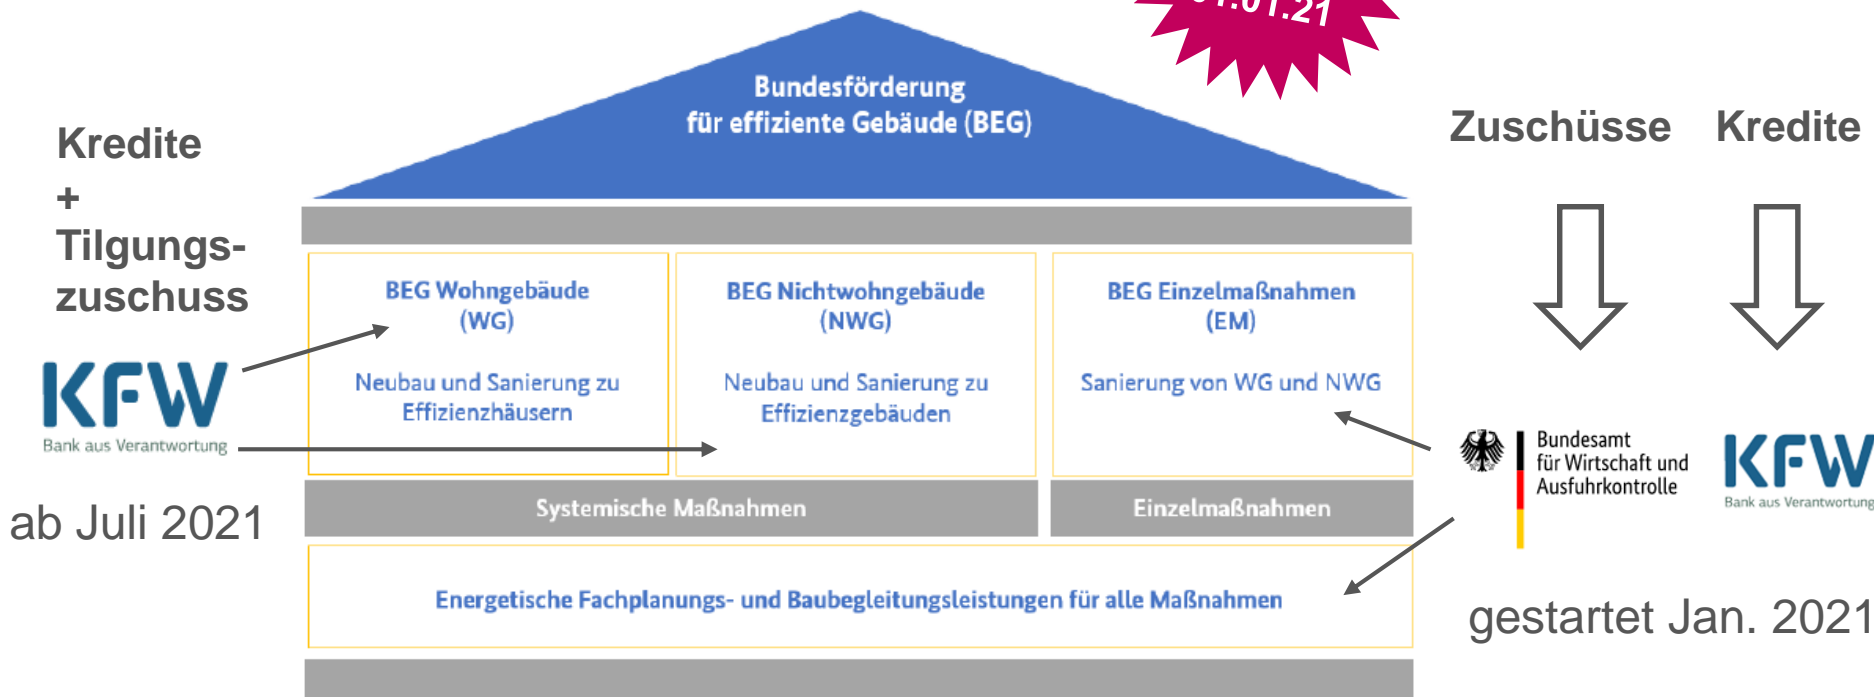 01.01.21
Bundesförderung
für effiziente Gebäude (BEG)
Kredite
+
Tilgungs-
zuschuss
KFW
Bank aus Verantwortung
ab Juli 2021
BEG Wohngebäude
(WG)
Neubau und Sanierung zu
Effizienzhäusern
BEG Nichtwohngebäude
(NWG)
Neubau und Sanierung zu
Effizienzgebäuden
BEG Einzelmaßnahmen
(EM)
Sanierung von WG und NWG
Systemische Maßnahmen
Einzelmaßnahmen
Energetische Fachplanungs- und Baubegleitungsleistungen für alle Maßnahmen
Zuschüsse
Kredite
Bundesamt
für Wirtschaft und
Ausfuhrkontrolle
KFW
Bank aus Verantwortung
gestartet Jan. 2021